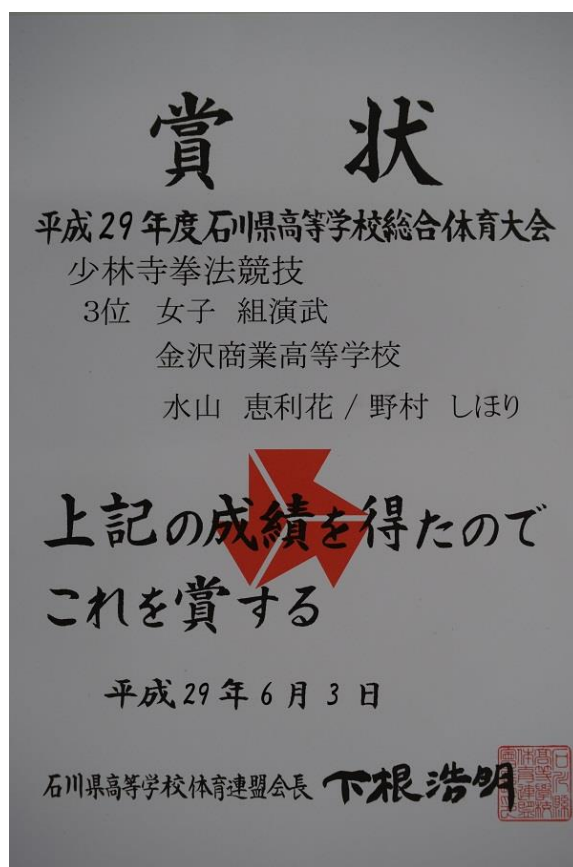 賞状
平成29年度石川県高等学校総合体育大会
少林寺拳法競技
3位 女子 組演武
金沢商業高等学校
水山 恵利花 / 野村 しほり
上記の成績を得たので
これを賞する
平成29年6月3日
石川県高等学校体育連盟会長 下根浩明